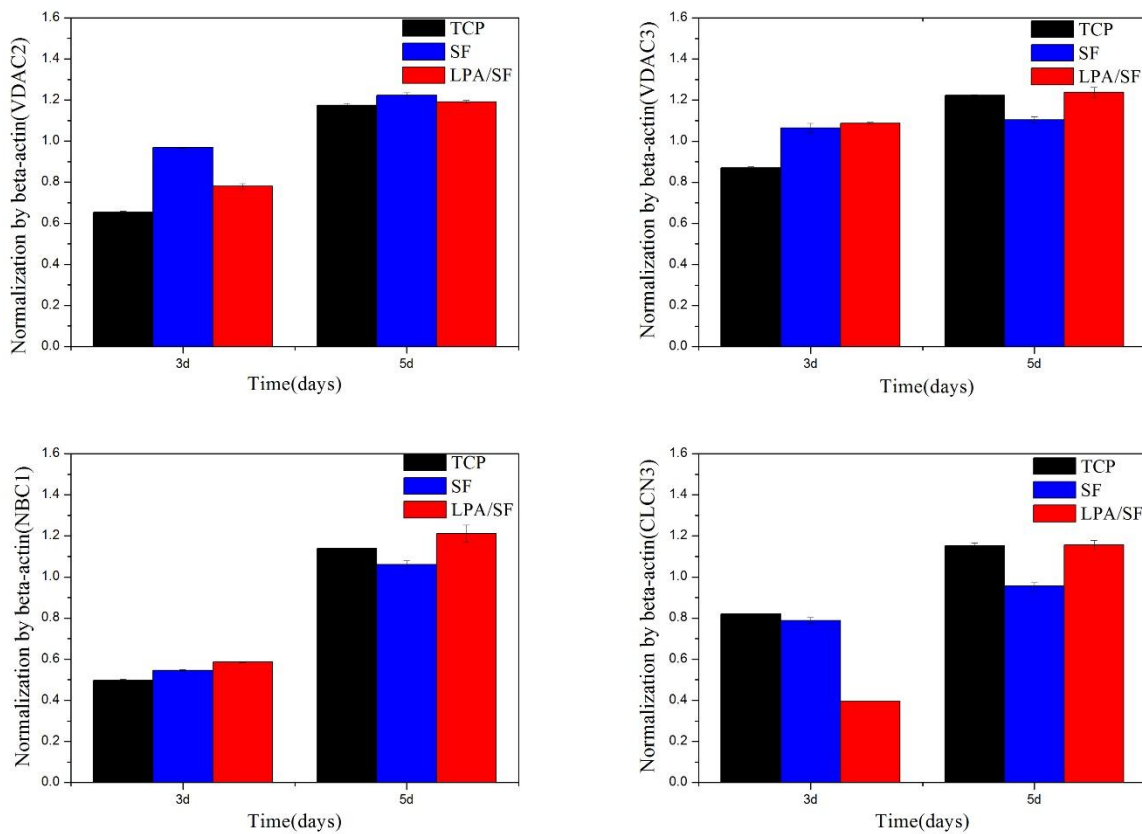 Normalization by beta-actin(VDAC2)
1.6
1.4
1.2
1.0
0.8
0.6
0.4
0.2
0.0
TCP
SF
LPA/SF
3d
5d
Time(days)
Normalization by beta-actin(VDAC3)
1.6
1.4
1.2
1.0
0.8
0.6
0.4
0.2
0.0
TCP
SF
LPA/SF
3d
5d
Time(days)
Normalization by beta-actin(NBC1)
1.6
1.4
1.2
1.0
0.8
0.6
0.4
0.2
0.0
TCP
SF
LPA/SF
3d
5d
Time(days)
Normalization by beta-actin(CLCN3)
1.6
1.4
1.2
1.0
0.8
0.6
0.4
0.2
0.0
TCP
SF
LPA/SF
3d
5d
Time(days)